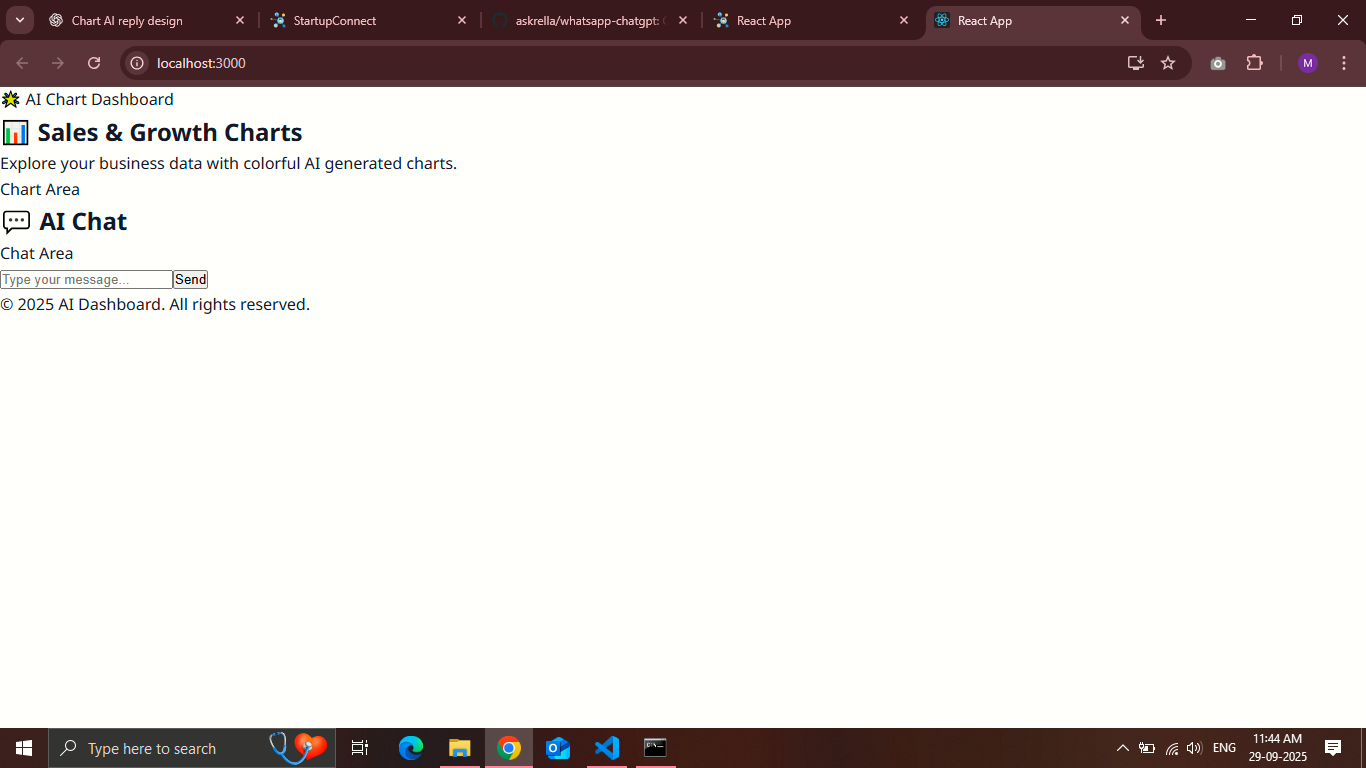 Chart AI reply design
StartupConnect
askrella/whatsapp-chatgpt:
React App
React App
localhost:3000
M
🌟 AI Chart Dashboard
📊 Sales & Growth Charts
Explore your business data with colorful AI generated charts.
Chart Area
💬 AI Chat
Chat Area
Type your message...
Send
© 2025 AI Dashboard. All rights reserved.
Type here to search
ENG
11:44 AM
29-09-2025